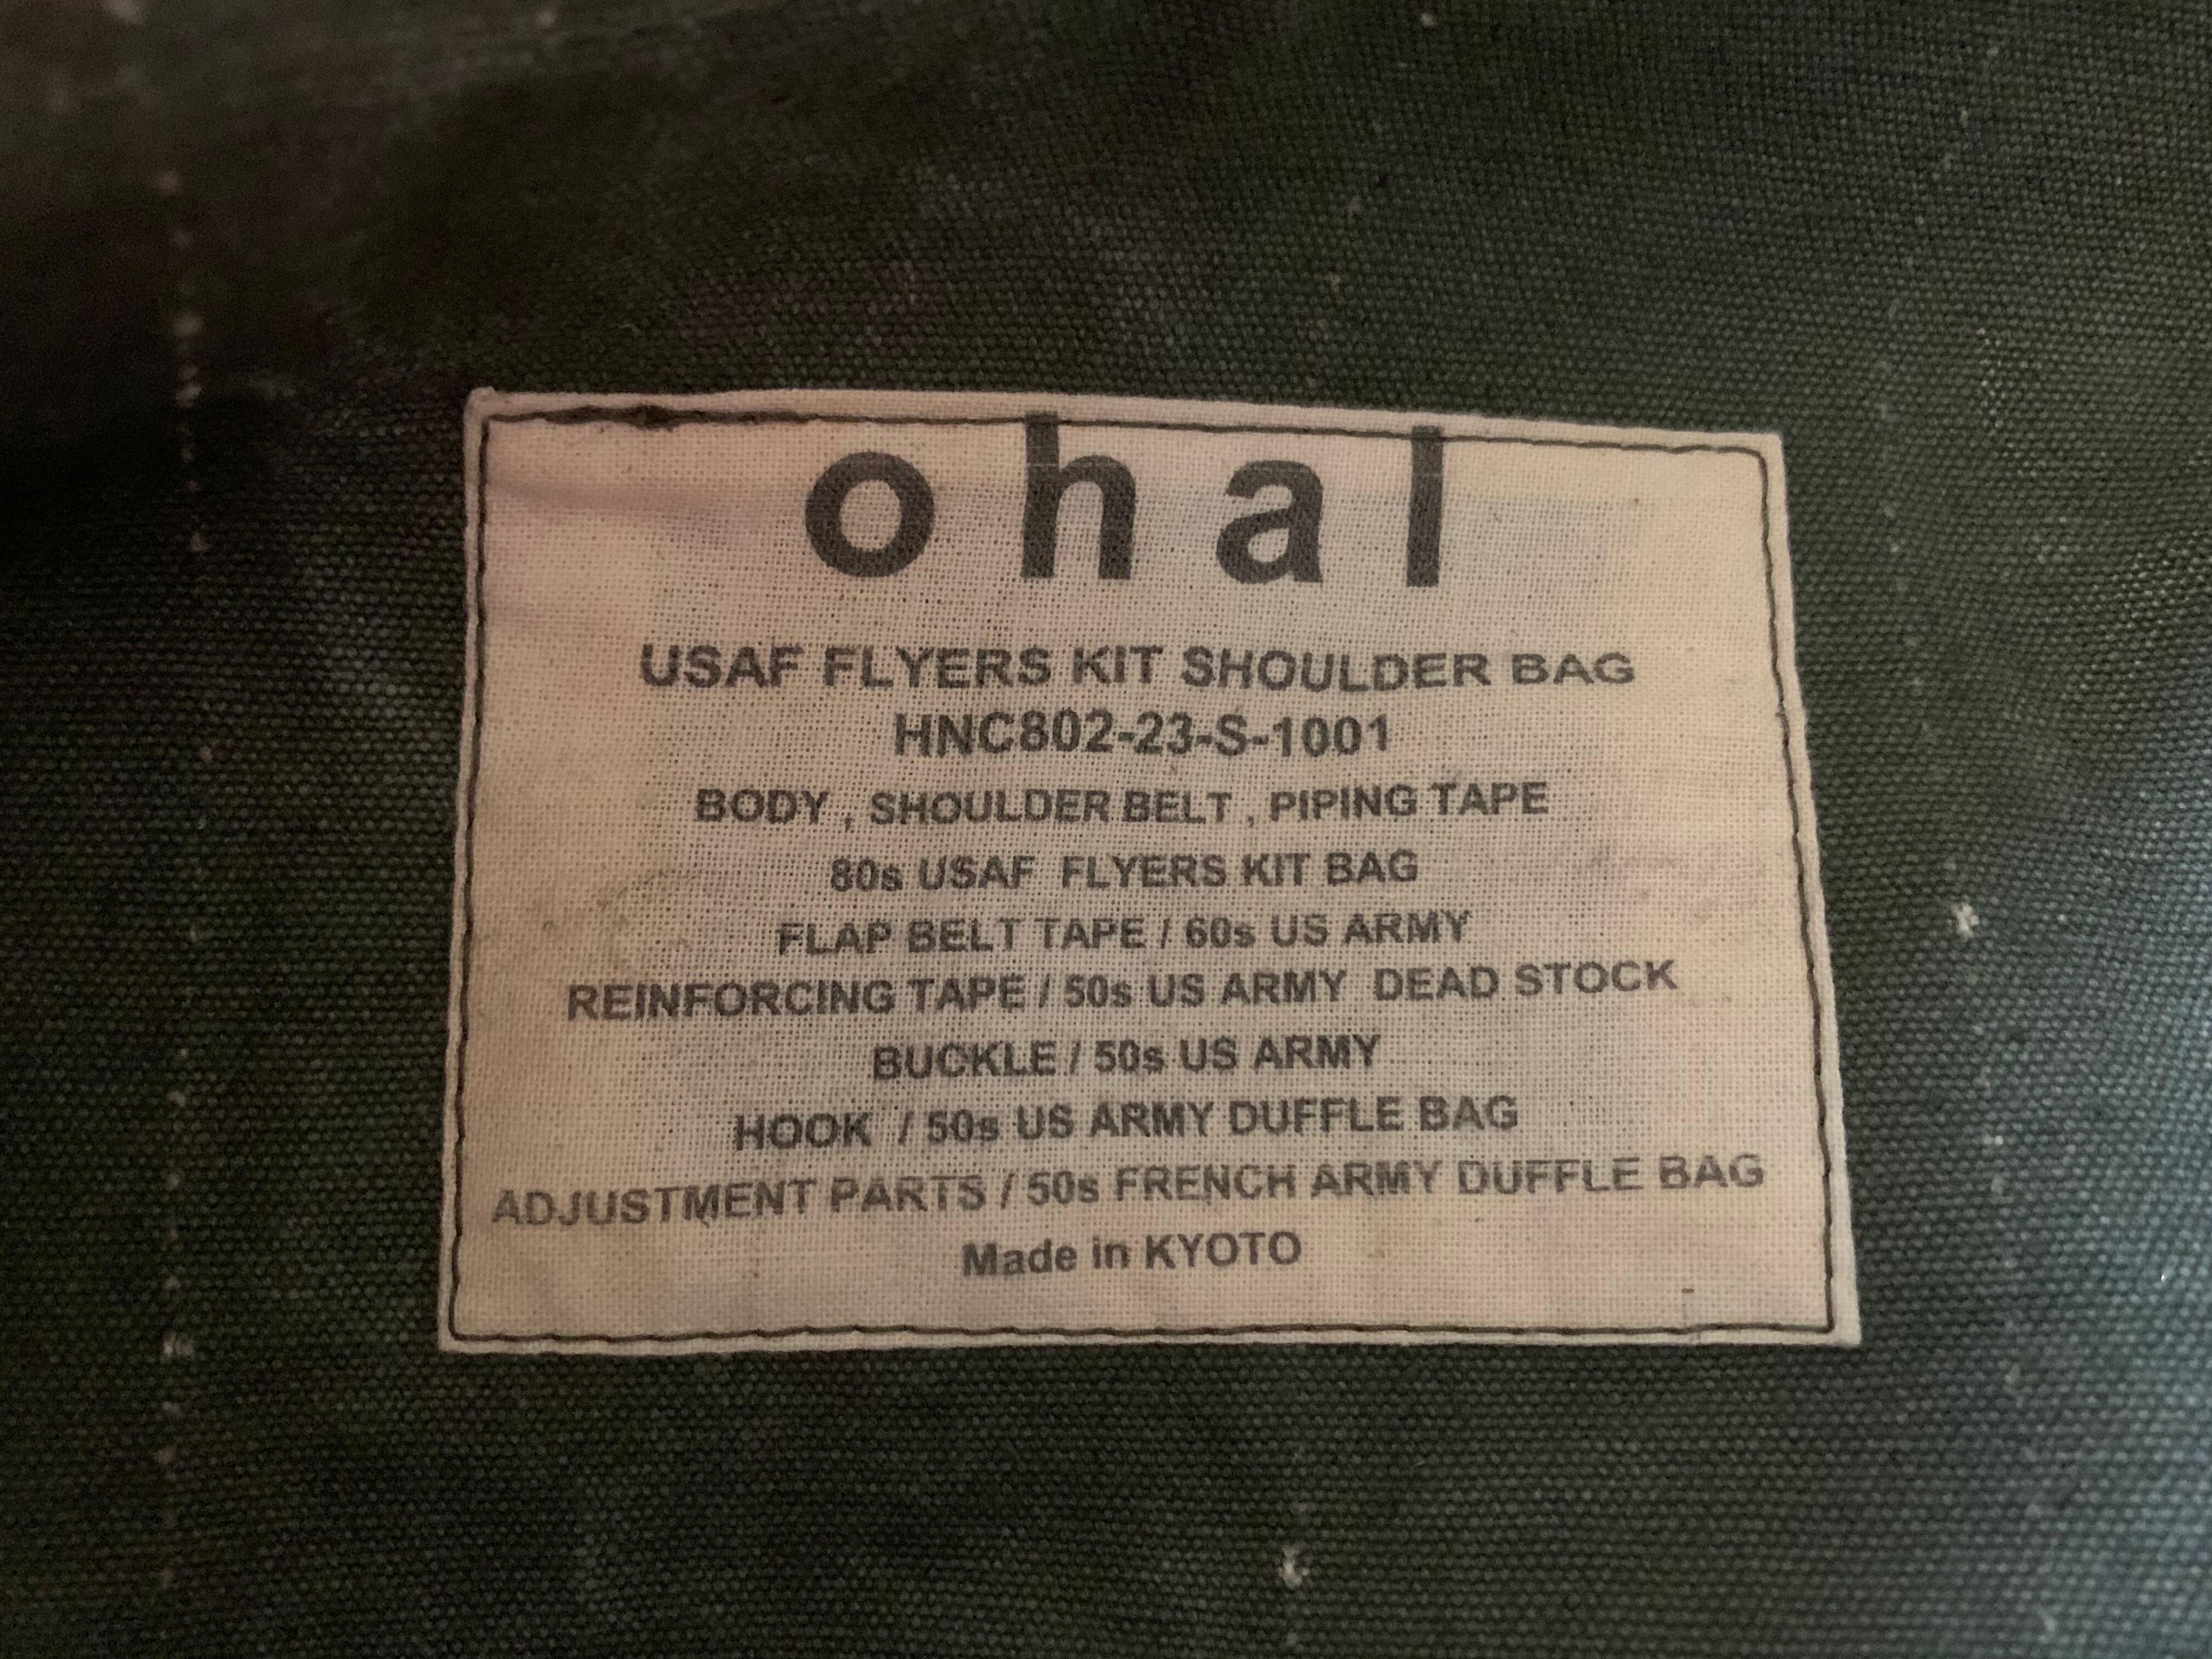 ohal
USAF FLYERS KIT SHOULDER BAG
HNC802-23-S-1001
BODY , SHOULDER BELT , PIPING TAPE
80s USAF FLYERS KIT BAG
FLAP BELT TAPE / 60s US ARMY
REINFORCING TAPE / 50s US ARMY DEAD STOCK
BUCKLE / 50s US ARMY
HOOK / 50s US ARMY DUFFLE BAG
ADJUSTMENT PARTS / 50s FRENCH ARMY DUFFLE BAG
Made in KYOTO